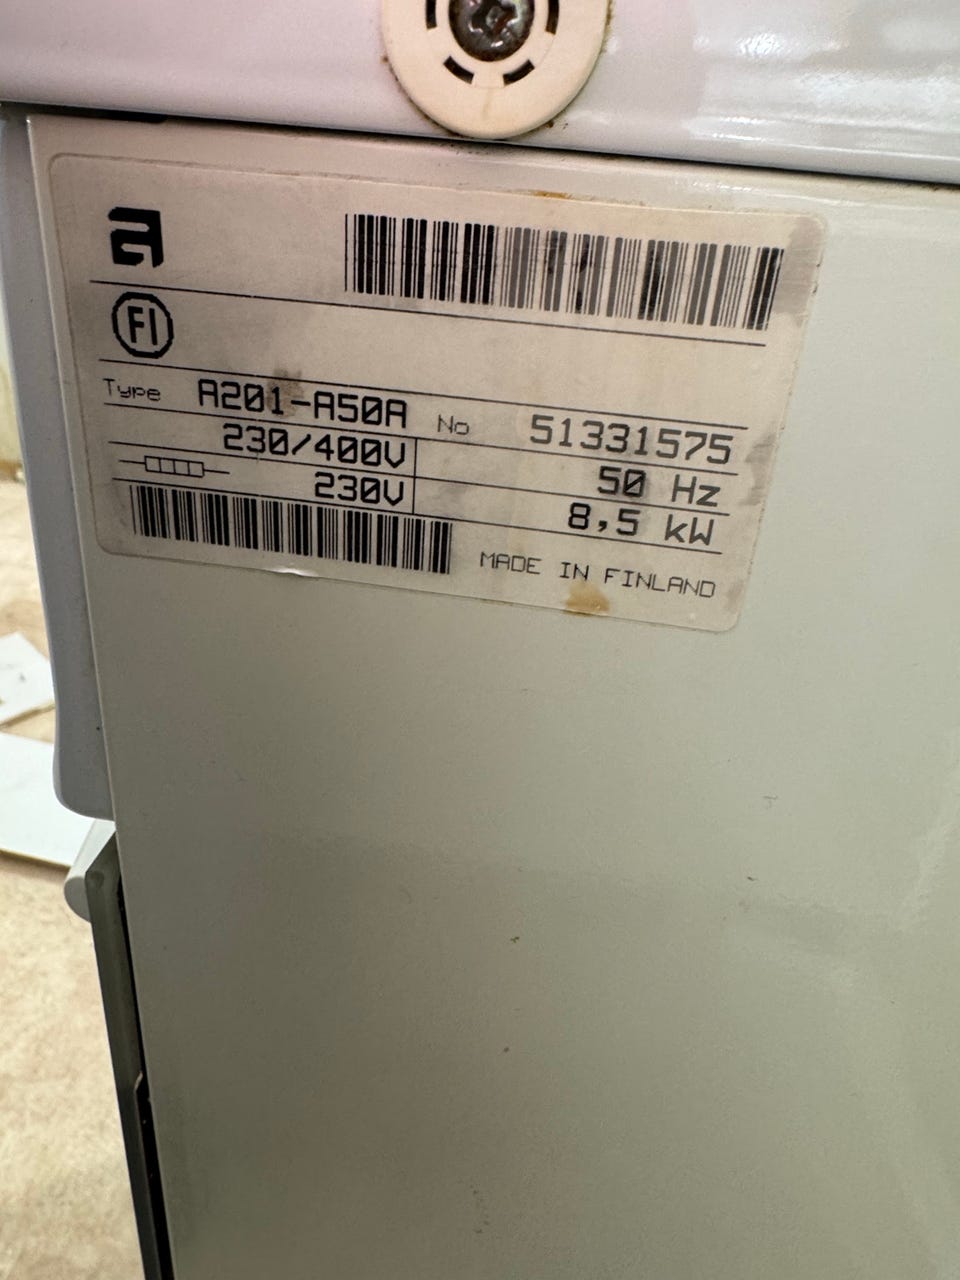 a
FI
Type A201-A50A No 51331575
230/400V 50 Hz
230V 8,5 kW
MADE IN FINLAND